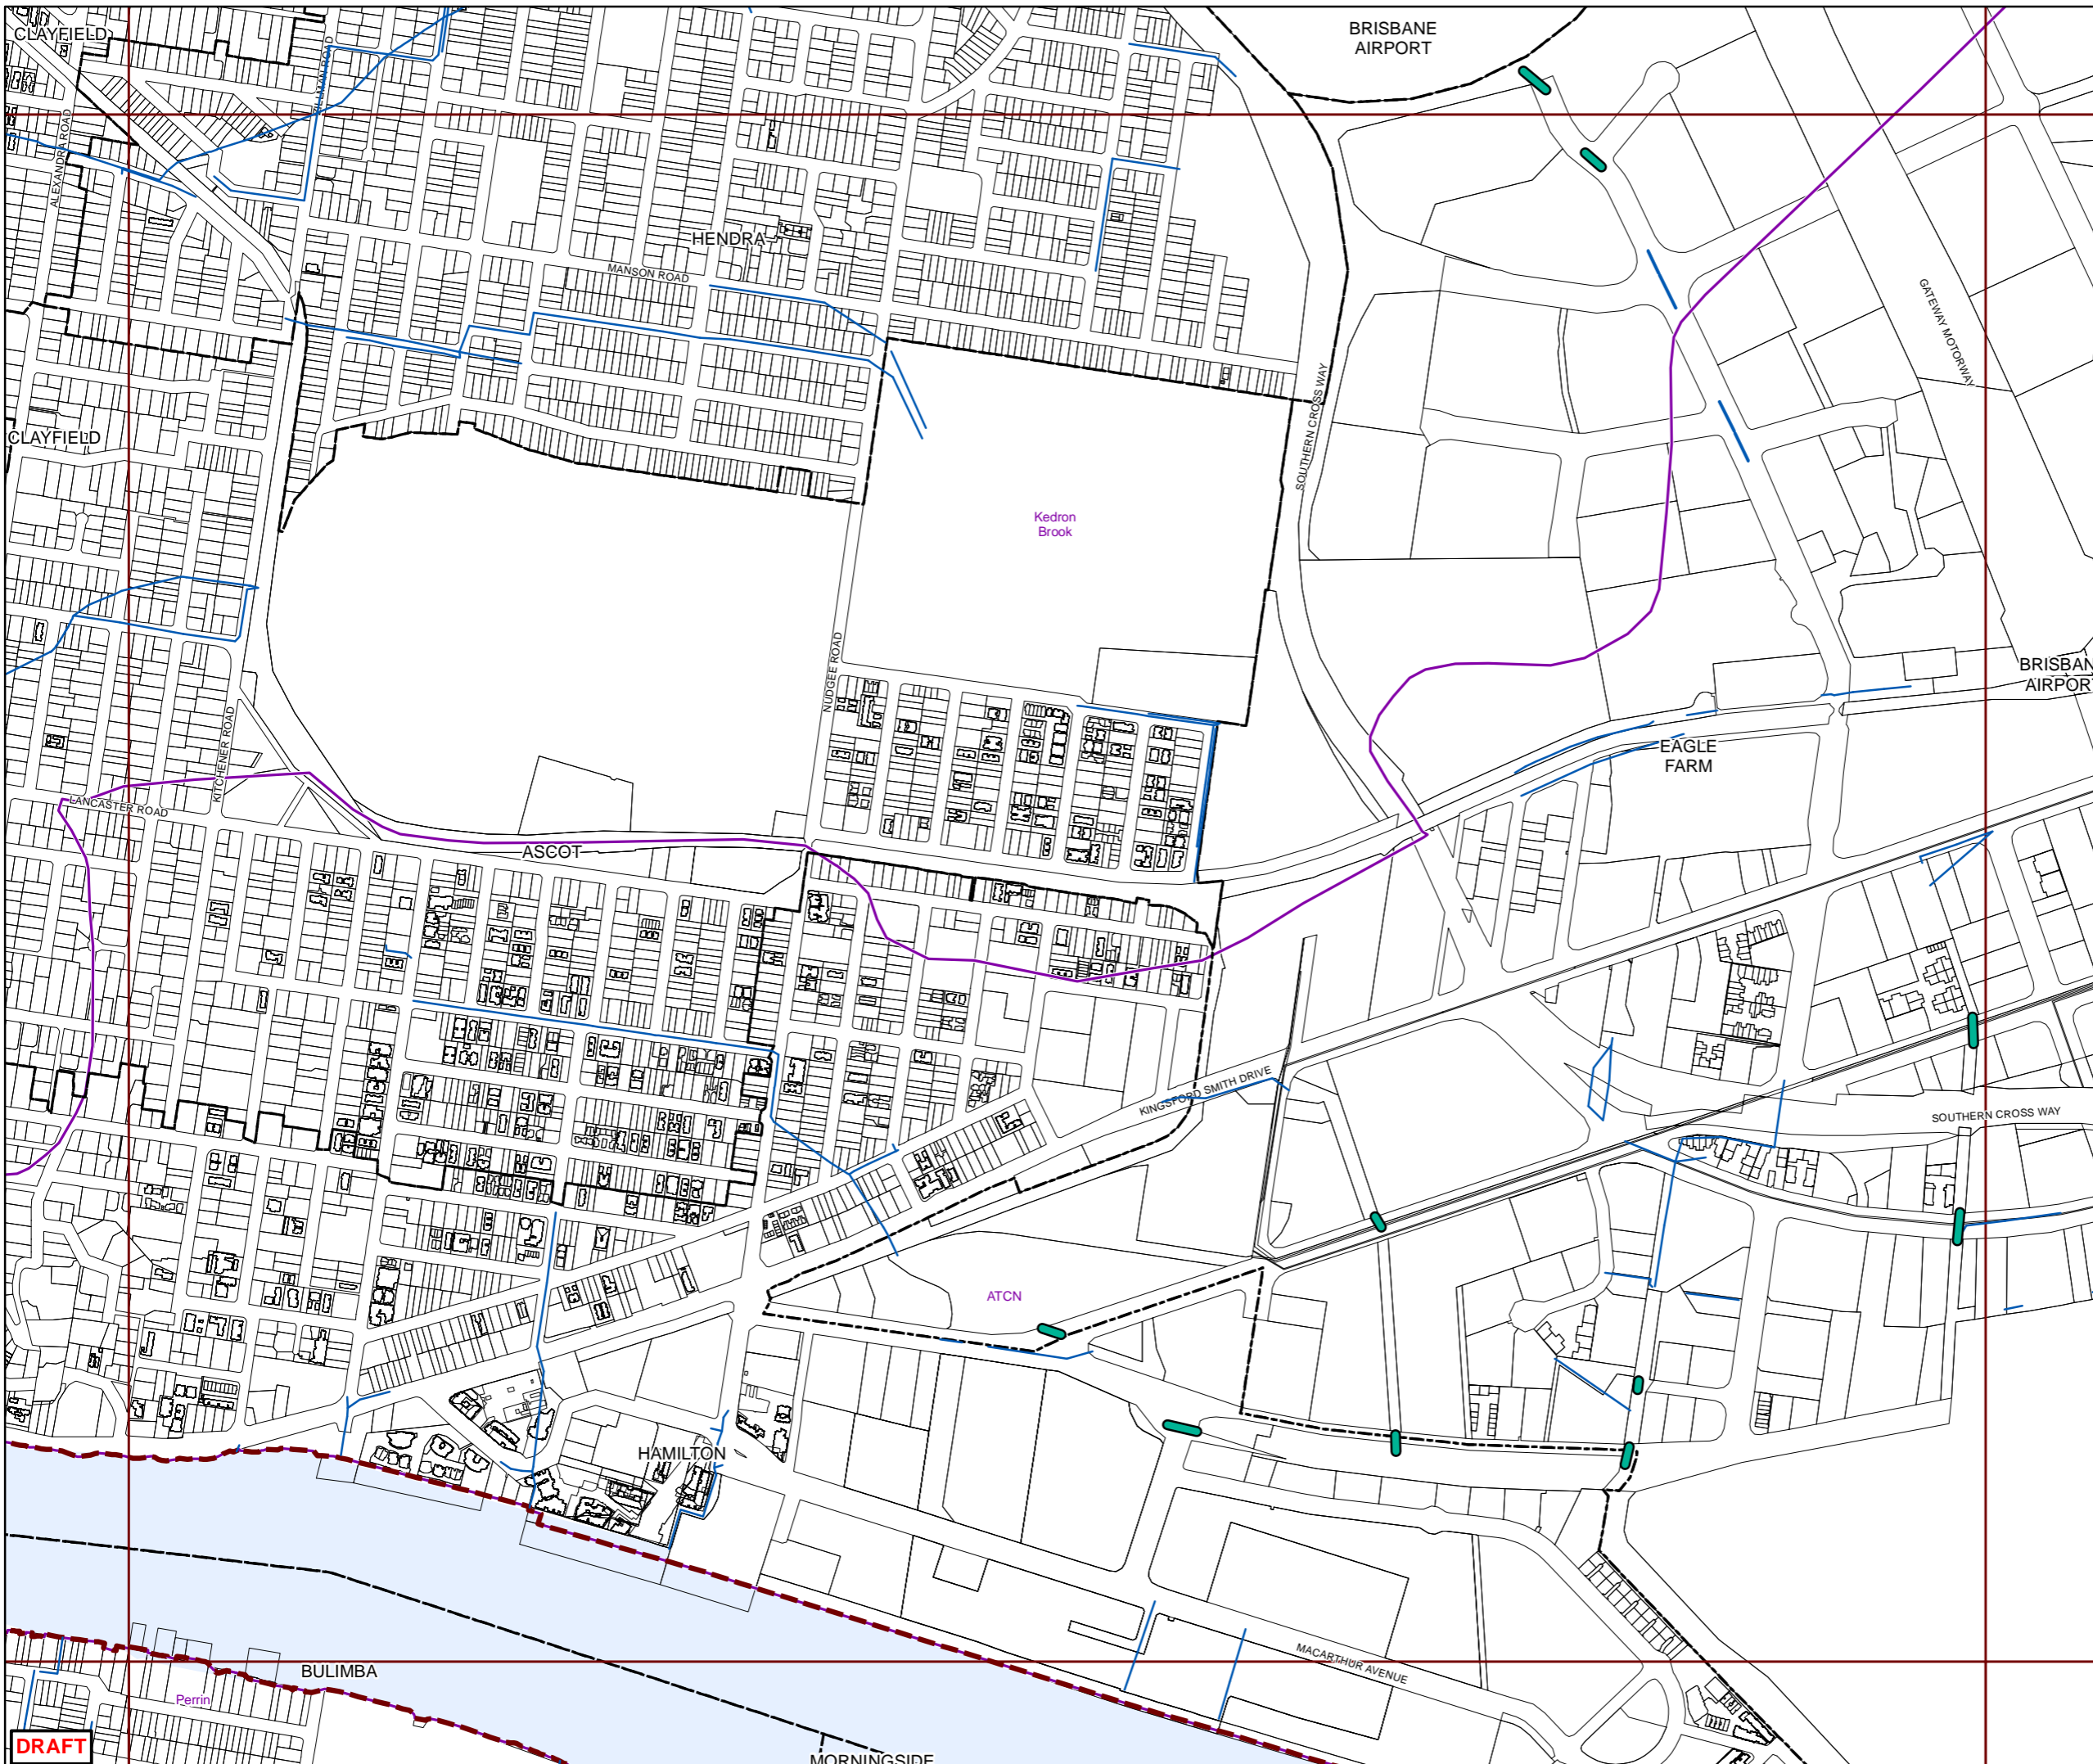 CLAYFIELD
BRISBANE
AIRPORT
ALEXANDRA ROAD
HENDRA
MANSON ROAD
GATEWAY MOTORWAY
SOUTHERN CROSS WAY
CLAYFIELD
Kedron
Brook
NUDGEE ROAD
BRISBAN
AIRPORT
KITCHENER ROAD
EAGLE
FARM
LANCASTER ROAD
ASCOT
KINGSFORD SMITH DRIVE
SOUTHERN CROSS WAY
ATCN
HAMILTON
MACARTHUR AVENUE
BULIMBA
Perrin
DRAFT
MORNINGSIDE